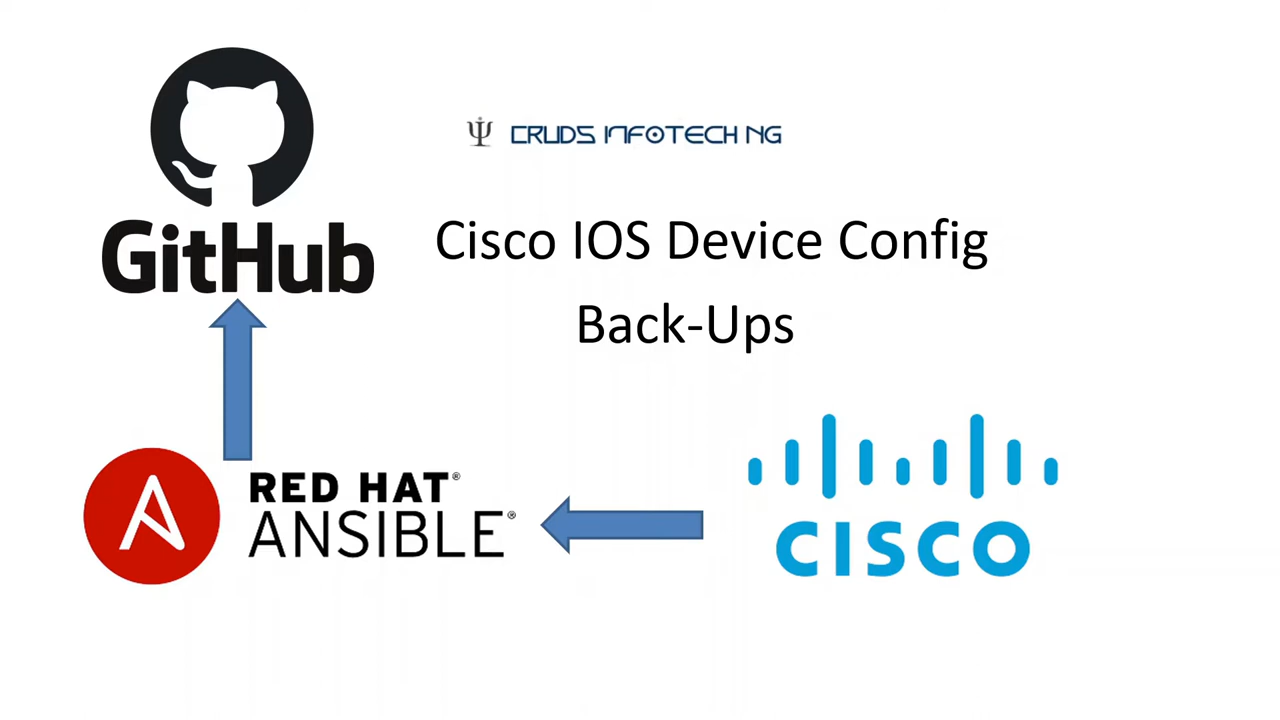 CRUDS INFOTECH NG
GitHub
Cisco IOS Device Config
Back-Ups
RED HAT®
ANSIBLE®
CISCO